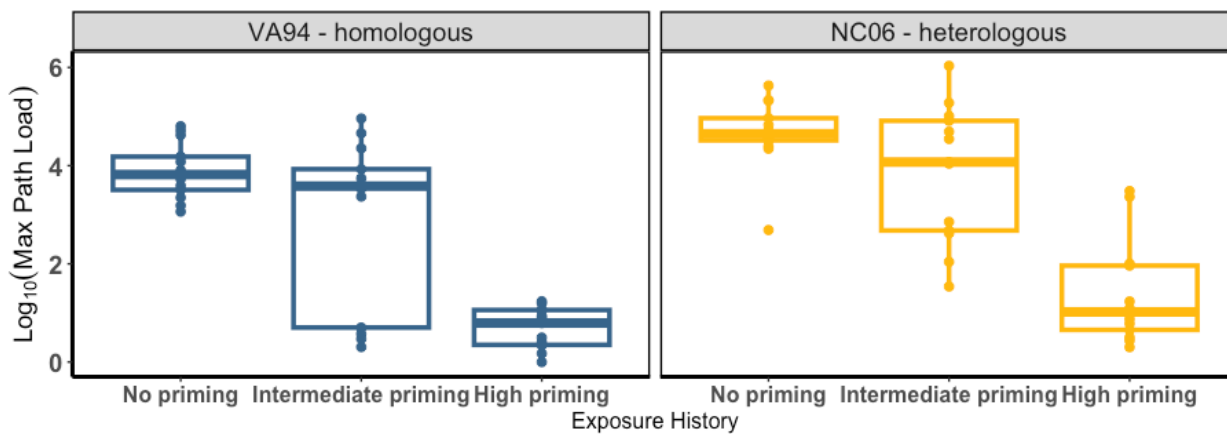 VA94 - homologous
NC06 - heterologous
Log₁₀(Max Path Load)
6
4
2
0
No priming Intermediate priming High priming
No priming Intermediate priming High priming
Exposure History